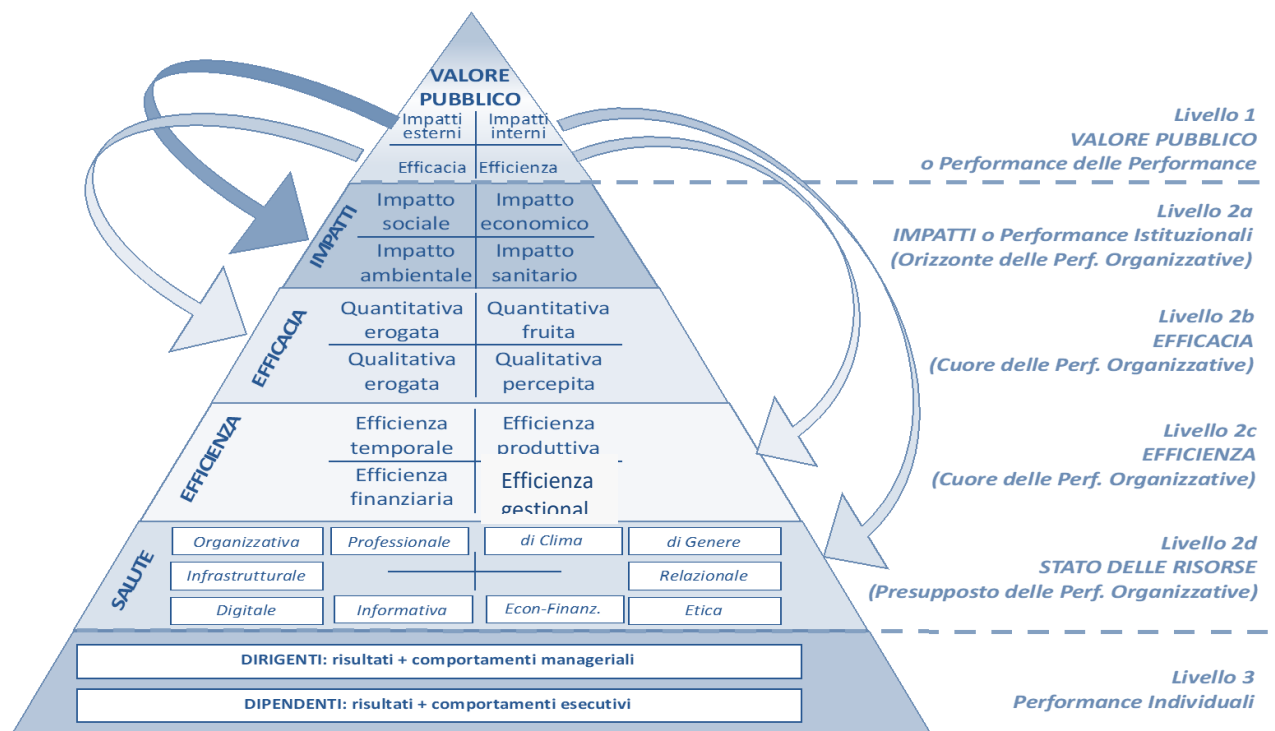 VALORE
PUBBLICO
Impatti
esterni
Impatti
interni
Efficacia
Efficienza
Livello 1
VALORE PUBBLICO
o Performance delle Performance
IMPATTI
Impatto
sociale
Impatto
economico
Impatto
ambientale
Impatto
sanitario
Livello 2a
IMPATTI o Performance Istituzionali
(Orizzonte delle Perf. Organizzative)
EFFICACIA
Quantitativa
erogata
Quantitativa
fruita
Qualitativa
erogata
Qualitativa
percepita
Livello 2b
EFFICACIA
(Cuore delle Perf. Organizzative)
EFFICIENZA
Efficienza
temporale
Efficienza
produttiva
Efficienza
finanziaria
Efficienza
gestional
Livello 2c
EFFICIENZA
(Cuore delle Perf. Organizzative)
SALUTE
Organizzativa
Professionale
di Clima
di Genere
Infrastrutturale
Relazionale
Digitale
Informativa
Econ-Finanz.
Etica
Livello 2d
STATO DELLE RISORSE
(Presupposto delle Perf. Organizzative)
DIRIGENTI: risultati + comportamenti manageriali
DIPENDENTI: risultati + comportamenti esecutivi
Livello 3
Performance Individuali